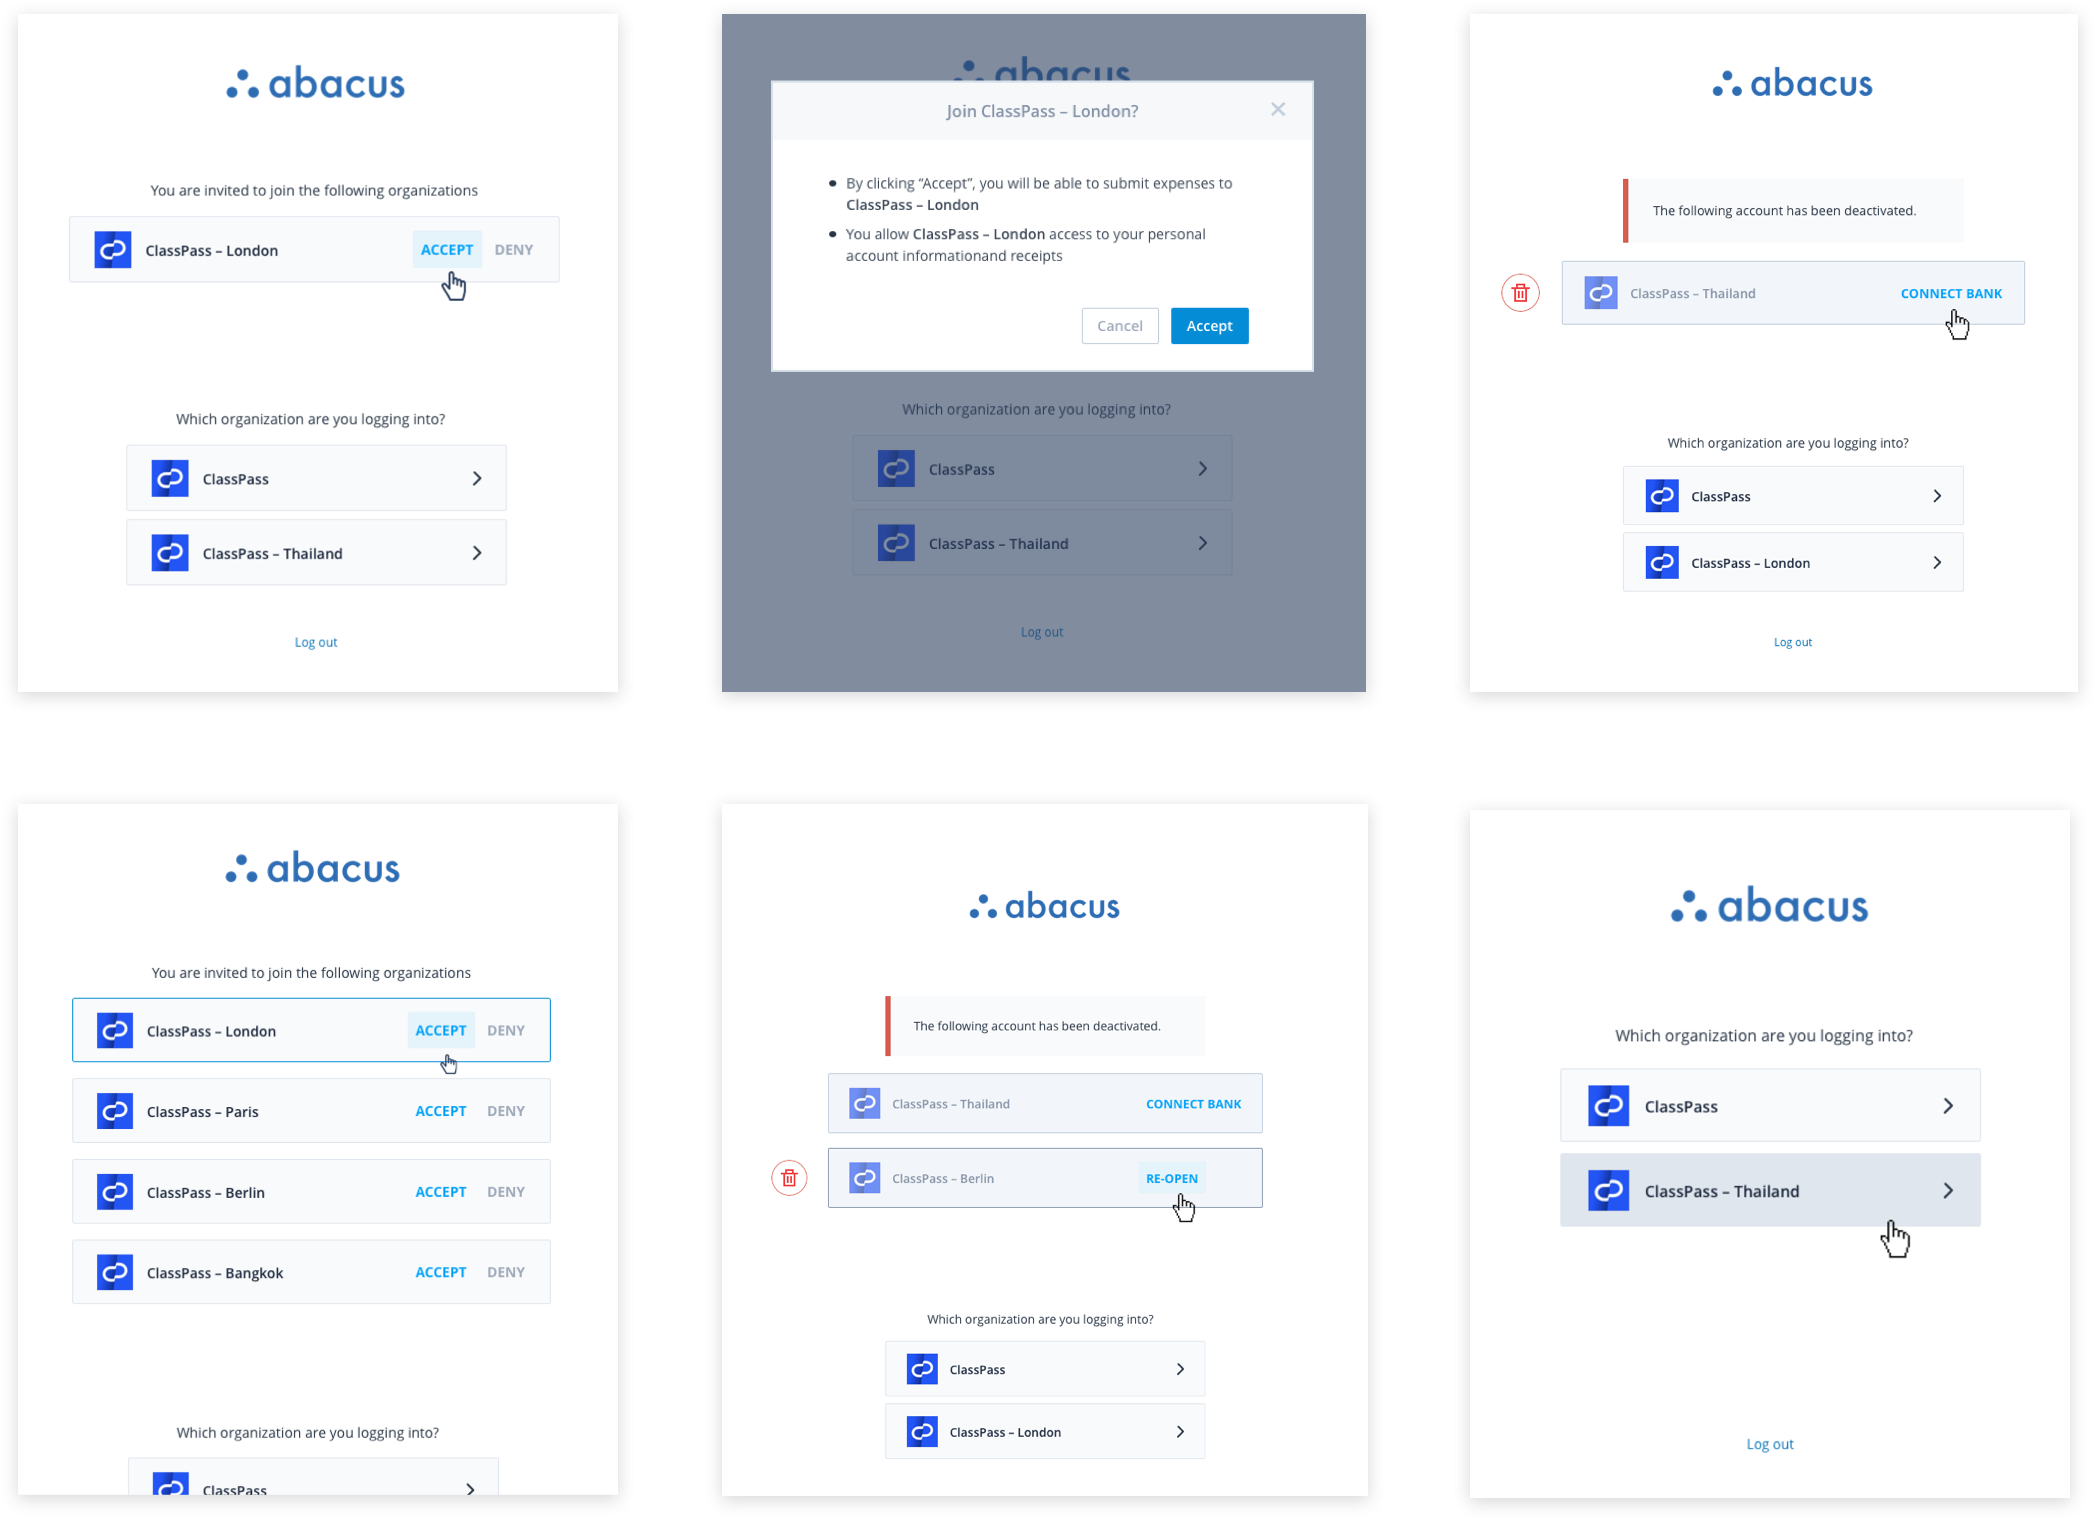 abacus
You are invited to join the following organizations
ClassPass – London ACCEPT DENY
Which organization are you logging into?
ClassPass
ClassPass – Thailand
Log out
abacus
Join ClassPass – London?
By clicking “Accept”, you will be able to submit expenses to
ClassPass – London
You allow ClassPass – London access to your personal
account informationand receipts
Cancel Accept
Which organization are you logging into?
ClassPass
ClassPass – Thailand
Log out
abacus
The following account has been deactivated.
ClassPass – Thailand CONNECT BANK
Which organization are you logging into?
ClassPass
ClassPass – London
Log out
abacus
You are invited to join the following organizations
ClassPass – London ACCEPT DENY
ClassPass – Paris ACCEPT DENY
ClassPass – Berlin ACCEPT DENY
ClassPass – Bangkok ACCEPT DENY
Which organization are you logging into?
ClassPass
abacus
The following account has been deactivated.
ClassPass – Thailand CONNECT BANK
ClassPass – Berlin RE-OPEN
Which organization are you logging into?
ClassPass
ClassPass – London
abacus
Which organization are you logging into?
ClassPass
ClassPass – Thailand
Log out